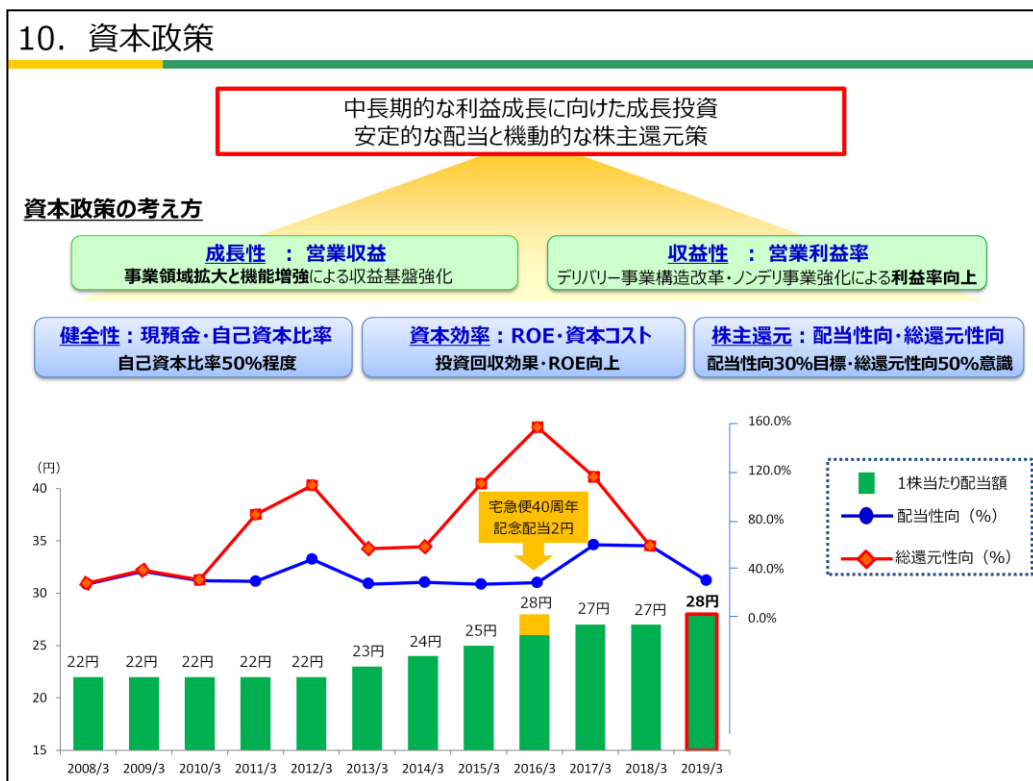 10. 資本政策
中長期的な利益成長に向けた成長投資
安定的な配当と機動的な株主還元策
資本政策の考え方
成長性 : 営業収益
事業領域拡大と機能増強による収益基盤強化
収益性 : 営業利益率
デリバリー事業構造改革・ノンデリ事業強化による利益率向上
健全性:現預金・自己資本比率
自己資本比率50%程度
資本効率:ROE・資本コスト
投資回収効果・ROE向上
株主還元:配当性向・総還元性向
配当性向30%目標・総還元性向50%意識
(円)
40
35
30
25
20
15
160.0%
120.0%
80.0%
40.0%
0.0%
宅急便40周年
記念配当2円
22円
22円
22円
22円
22円
23円
24円
25円
28円
27円
27円
28円
2008/3
2009/3
2010/3
2011/3
2012/3
2013/3
2014/3
2015/3
2016/3
2017/3
2018/3
2019/3
1株当たり配当額
配当性向(%)
総還元性向(%)